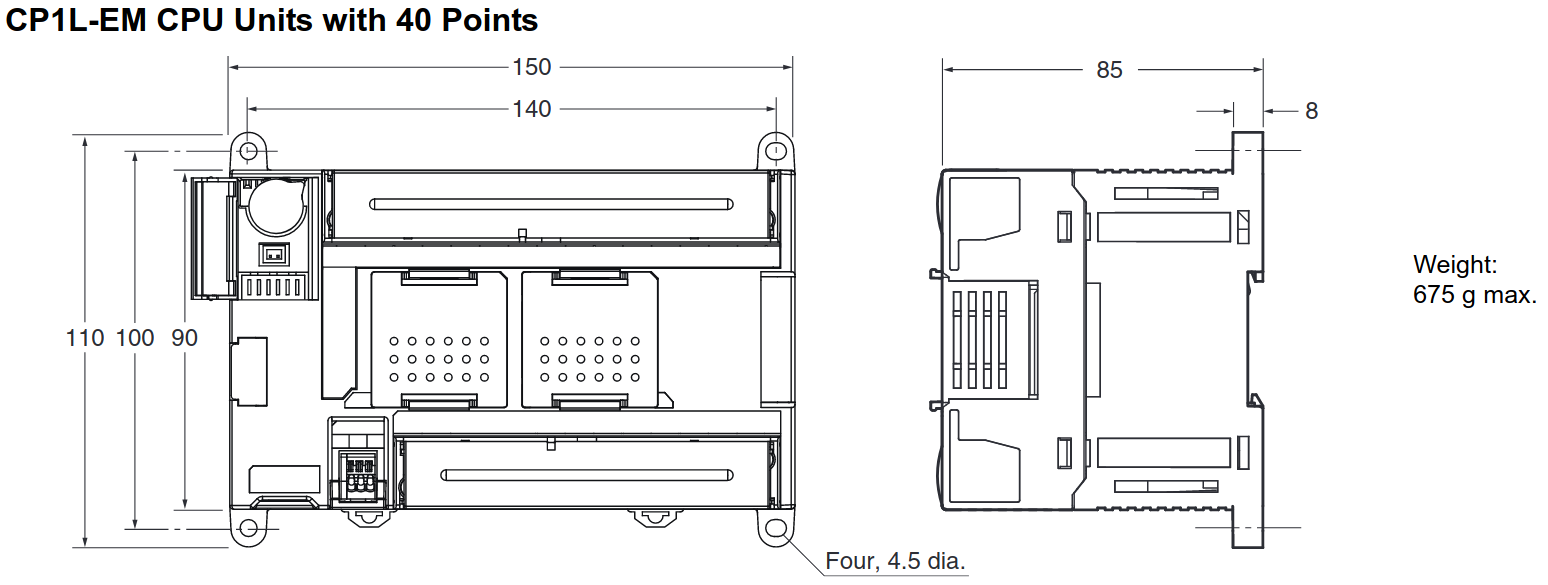 CP1L-EM CPU Units with 40 Points
150
85
140
8
Weight:
675 g max.
110
100
90
Four, 4.5 dia.